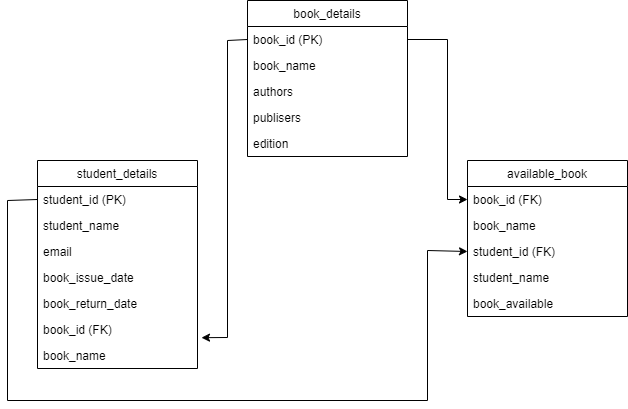 book_details
book_id (PK)
book_name
authors
publisers
edition
student_details
student_id (PK)
student_name
email
book_issue_date
book_return_date
book_id (FK)
book_name
available_book
book_id (FK)
book_name
student_id (FK)
student_name
book_available